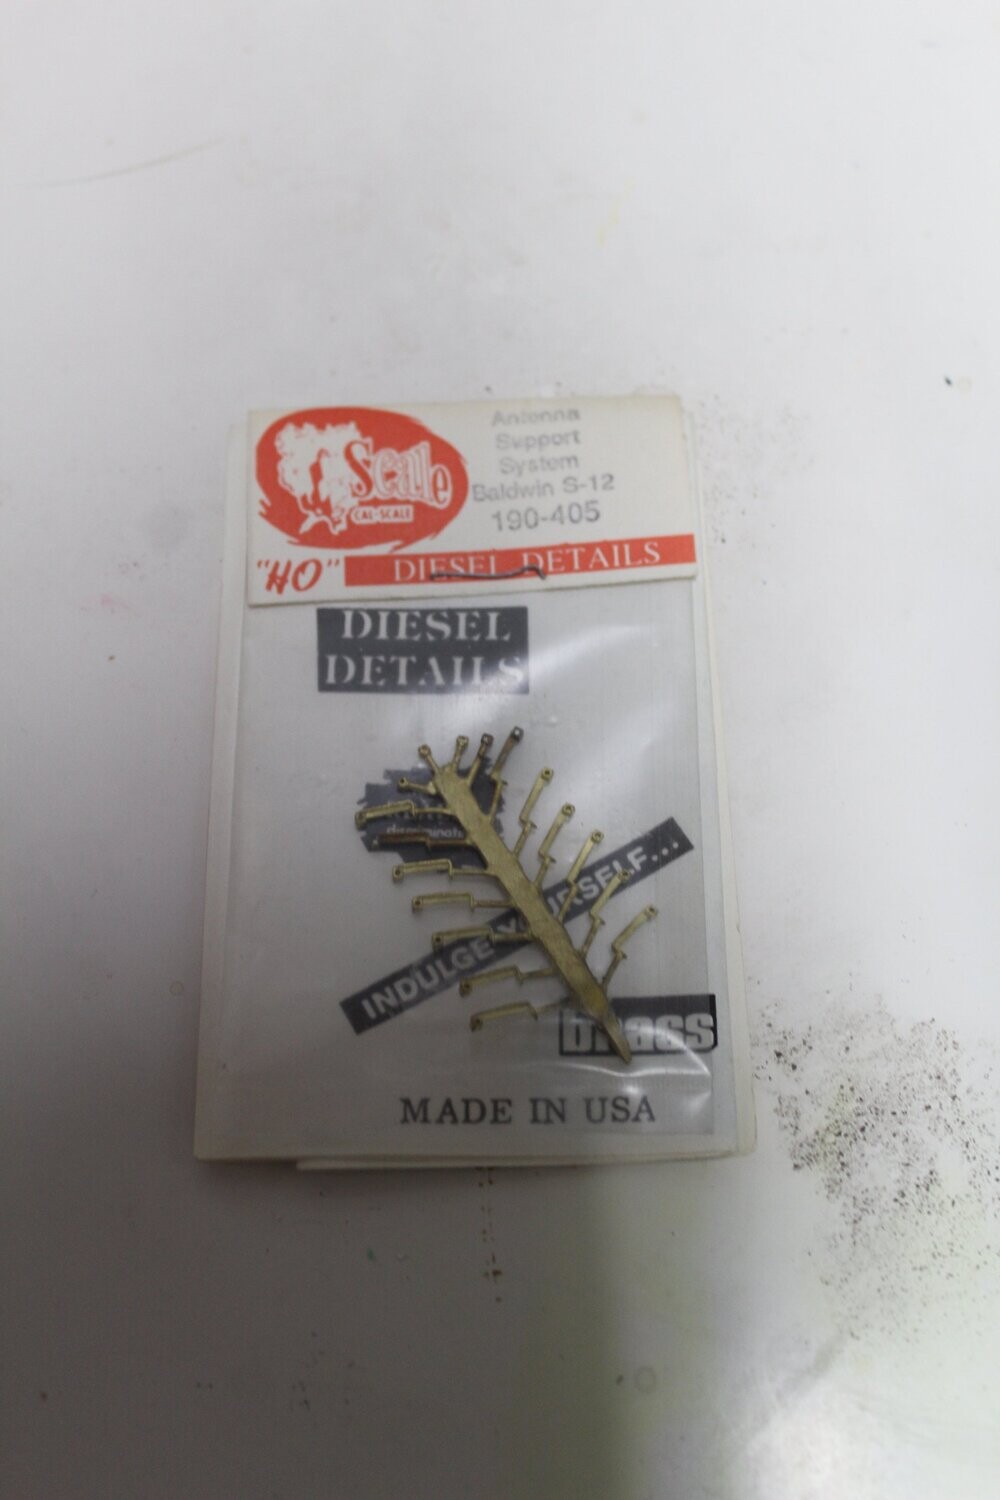 Antenna
Support
System
Baldwin S-12
190-405
Scale
CAL-SCALE
"HO"
DIESEL DETAILS
DIESEL
DETAILS
INDULGE YOURSELF...
MADE IN USA